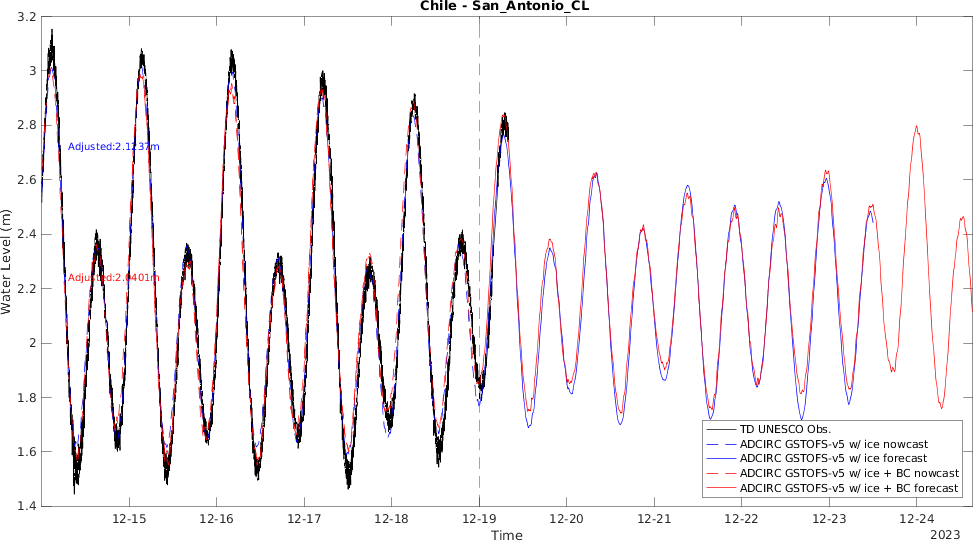 Chile - San_Antonio_CL
3.2
3
2.8
2.6
2.4
2.2
2
1.8
1.6
1.4
Water Level (m)
Adjusted:2.1237m
Adjusted:2.0401m
TD UNESCO Obs.
ADCIRC GSTOFS-v5 w/ ice nowcast
ADCIRC GSTOFS-v5 w/ ice forecast
ADCIRC GSTOFS-v5 w/ ice + BC nowcast
ADCIRC GSTOFS-v5 w/ ice + BC forecast
12-15 12-16 12-17 12-18 12-19 12-20 12-21 12-22 12-23 12-24
Time
2023